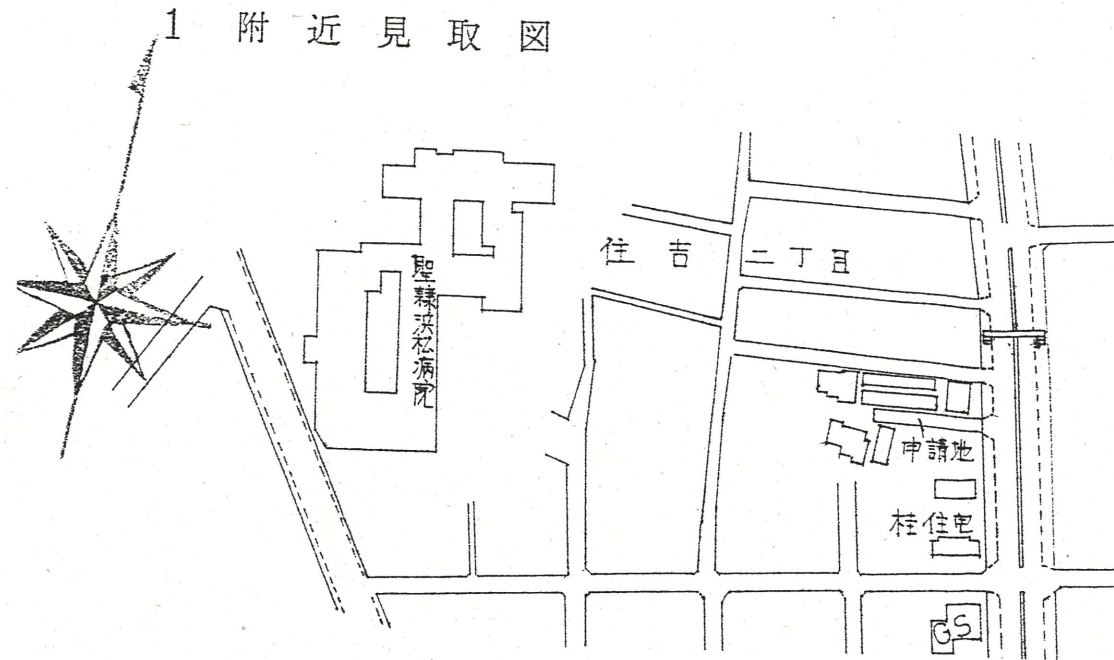 1 附近見取図
住吉 二丁目
聖隷浜松病院
申請地
桂住宅
GS